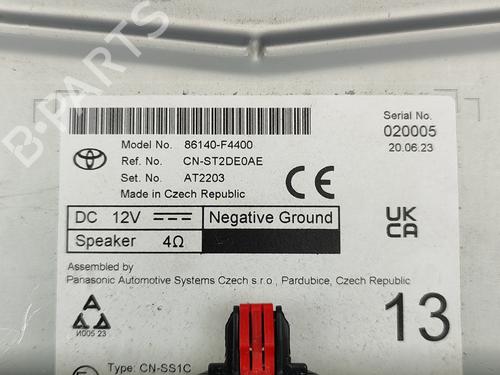 B-PARTS
Model No. 86140-F4400
Serial No.
020005
Ref. No. CN-ST2DE0AE
20.06.23
Set. No. AT2203
Made in Czech Republic
CE
DC 12V Negative Ground
UK
CA
Speaker 4Ω
Assembled by
Panasonic Automotive Systems Czech s.r.o., Pardubice, Czech Republic
13
И005 23
Type: CN-SS1C